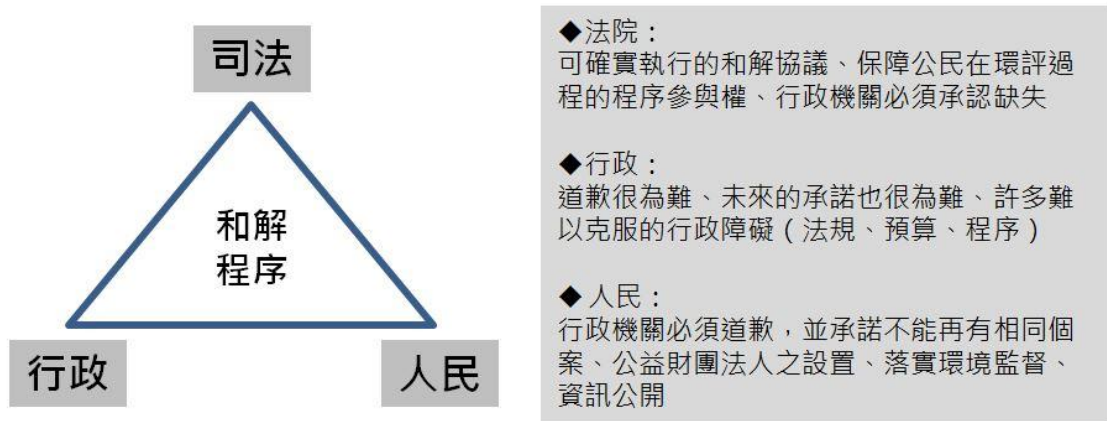 司法
和解
程序
行政
人民
◆法院：
可確實執行的和解協議、保障公民在環評過
程的程序參與權、行政機關必須承認缺失
◆行政：
道歉很為難、未來的承諾也很為難、許多難
以克服的行政障礙（法規、預算、程序）
◆ 人民：
行政機關必須道歉，並承諾不能再有相同個
案、公益財團法人之設置、落實環境監督、
資訊公開